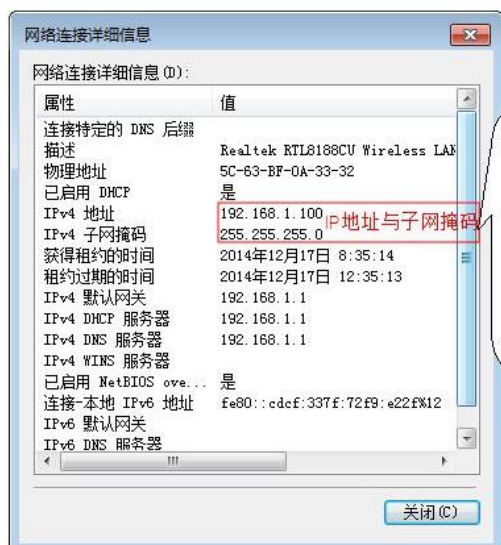 网络连接详细信息
网络连接详细信息(D):
属性 值
连接特定的 DNS 后缀
描述 Realtek RTL8188CU Wireless LAN
物理地址 5C-63-BF-0A-33-32
已启用 DHCP 是
IPv4 地址 192.168.1.100 IP地址与子网掩码
IPv4 子网掩码 255.255.255.0
获得租约的时间 2014年12月17日 8:35:14
租约过期的时间 2014年12月17日 12:35:13
IPv4 默认网关 192.168.1.1
IPv4 DHCP 服务器 192.168.1.1
IPv4 DNS 服务器 192.168.1.1
IPv4 WINS 服务器
已启用 NetBIOS ove... 是
连接-本地 IPv6 地址 fe80::cdcf:337f:72f9:e22f%12
IPv6 默认网关
IPv6 DNS 服务器
关闭(C)